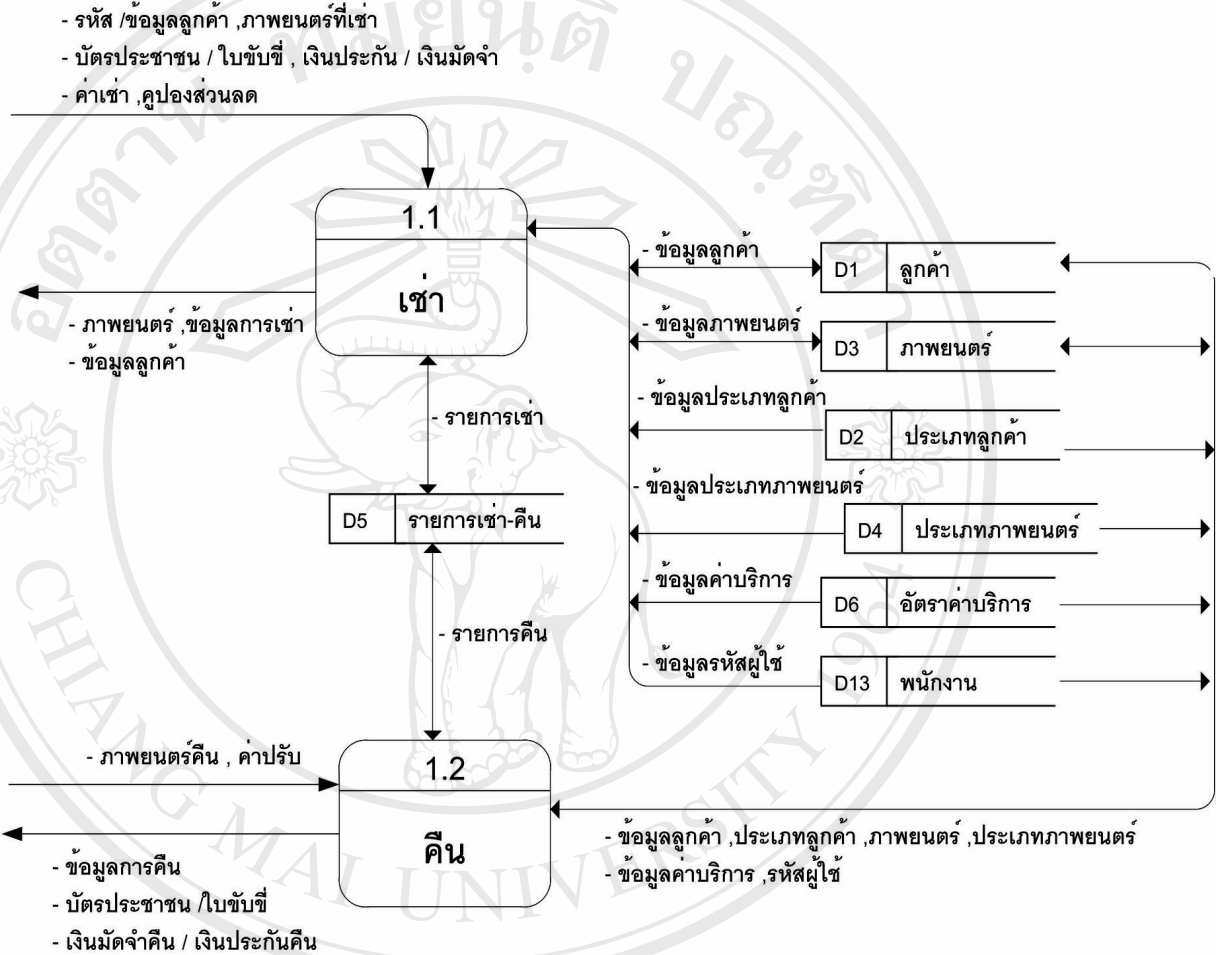 - รหัส /ข้อมูลลูกค้า ,ภาพยนตร์ที่เช่า
- บัตรประชาชน / ใบขับขี่ , เงินประกัน / เงินมัดจำ
- ค่าเช่า ,คูปองส่วนลด
1.1
เช่า
- ภาพยนตร์ ,ข้อมูลการเช่า
- ข้อมูลลูกค้า
- ข้อมูลลูกค้า
D1 ลูกค้า
- ข้อมูลภาพยนตร์
D3 ภาพยนตร์
- ข้อมูลประเภทลูกค้า
D2 ประเภทลูกค้า
- ข้อมูลประเภทภาพยนตร์
D4 ประเภทภาพยนตร์
- ข้อมูลค่าบริการ
D6 อัตราค่าบริการ
- ข้อมูลรหัสผู้ใช้
D13 พนักงาน
- รายการเช่า
D5 รายการเช่า-คืน
- รายการคืน
- ภาพยนตร์คืน , ค่าปรับ
1.2
คืน
- ข้อมูลการคืน
- บัตรประชาชน /ใบขับขี่
- เงินมัดจำคืน / เงินประกันคืน
- ข้อมูลลูกค้า ,ประเภทลูกค้า ,ภาพยนตร์ ,ประเภทภาพยนตร์
- ข้อมูลค่าบริการ ,รหัสผู้ใช้
CHIANG MAI UNIVERSITY 1964